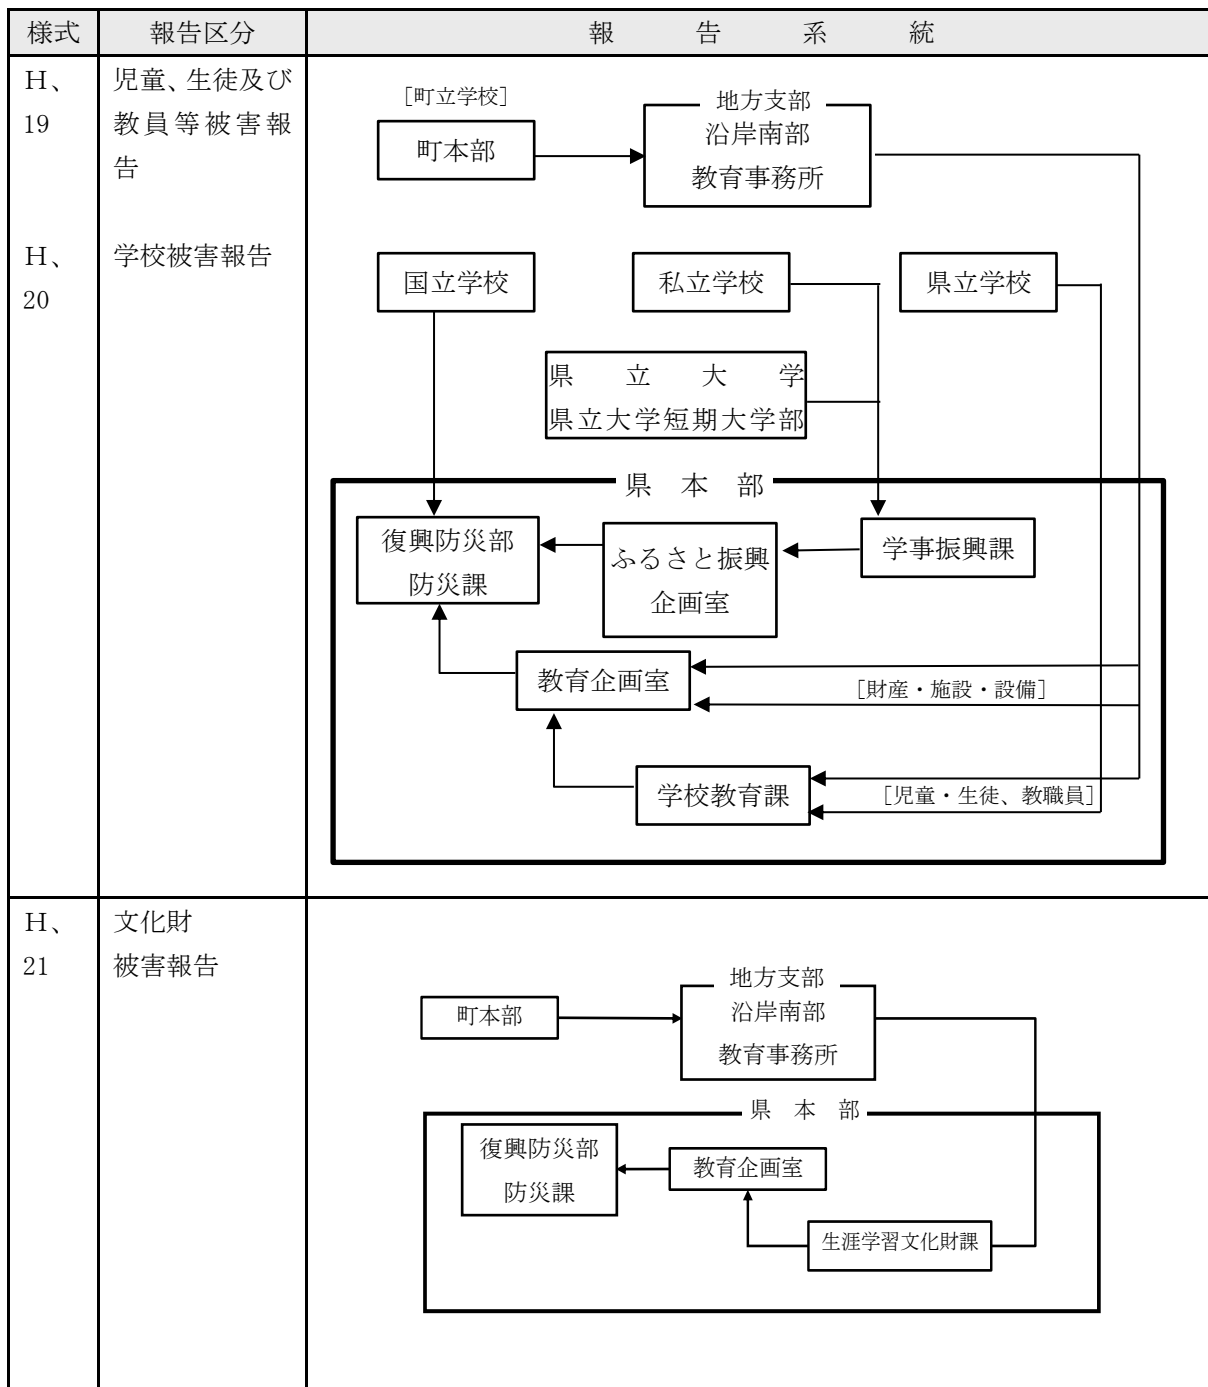 様式 報告区分 報告系統
Ｈ、
19
児童、生徒及び
教員等被害報
告
［町立学校］
町本部
地方支部
沿岸南部
教育事務所
Ｈ、
20
学校被害報告
国立学校
私立学校
県立学校
県立大学
県立大学短期大学部
県本部
復興防災部
防災課
ふるさと振興
企画室
学事振興課
教育企画室
［財産・施設・設備］
学校教育課
［児童・生徒、教職員］
Ｈ、
21
文化財
被害報告
町本部
地方支部
沿岸南部
教育事務所
県本部
復興防災部
防災課
教育企画室
生涯学習文化財課